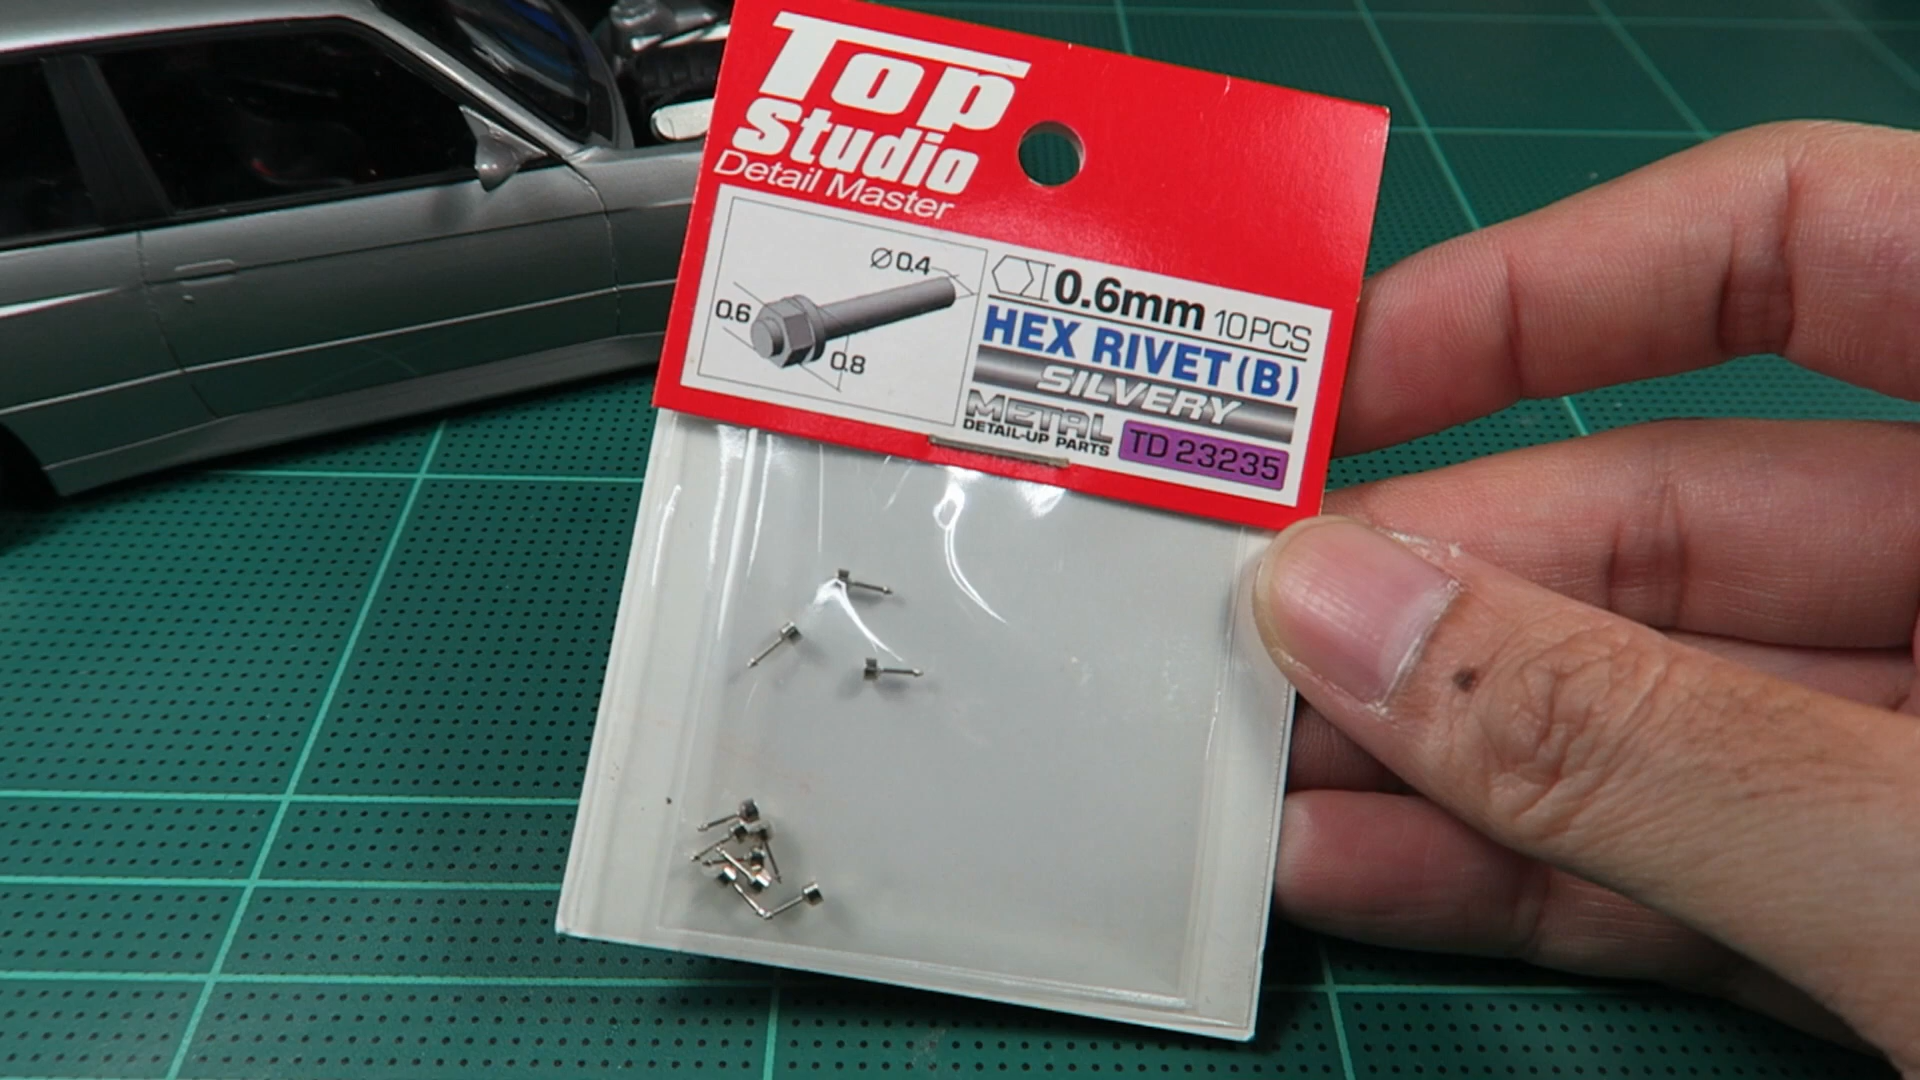 Top
Studio
Detail Master
Ø 0.4
0.6
0.8
0.6mm 10PCS
HEX RIVET (B)
SILVERY
METAL
DETAIL-UP PARTS
TD 23235